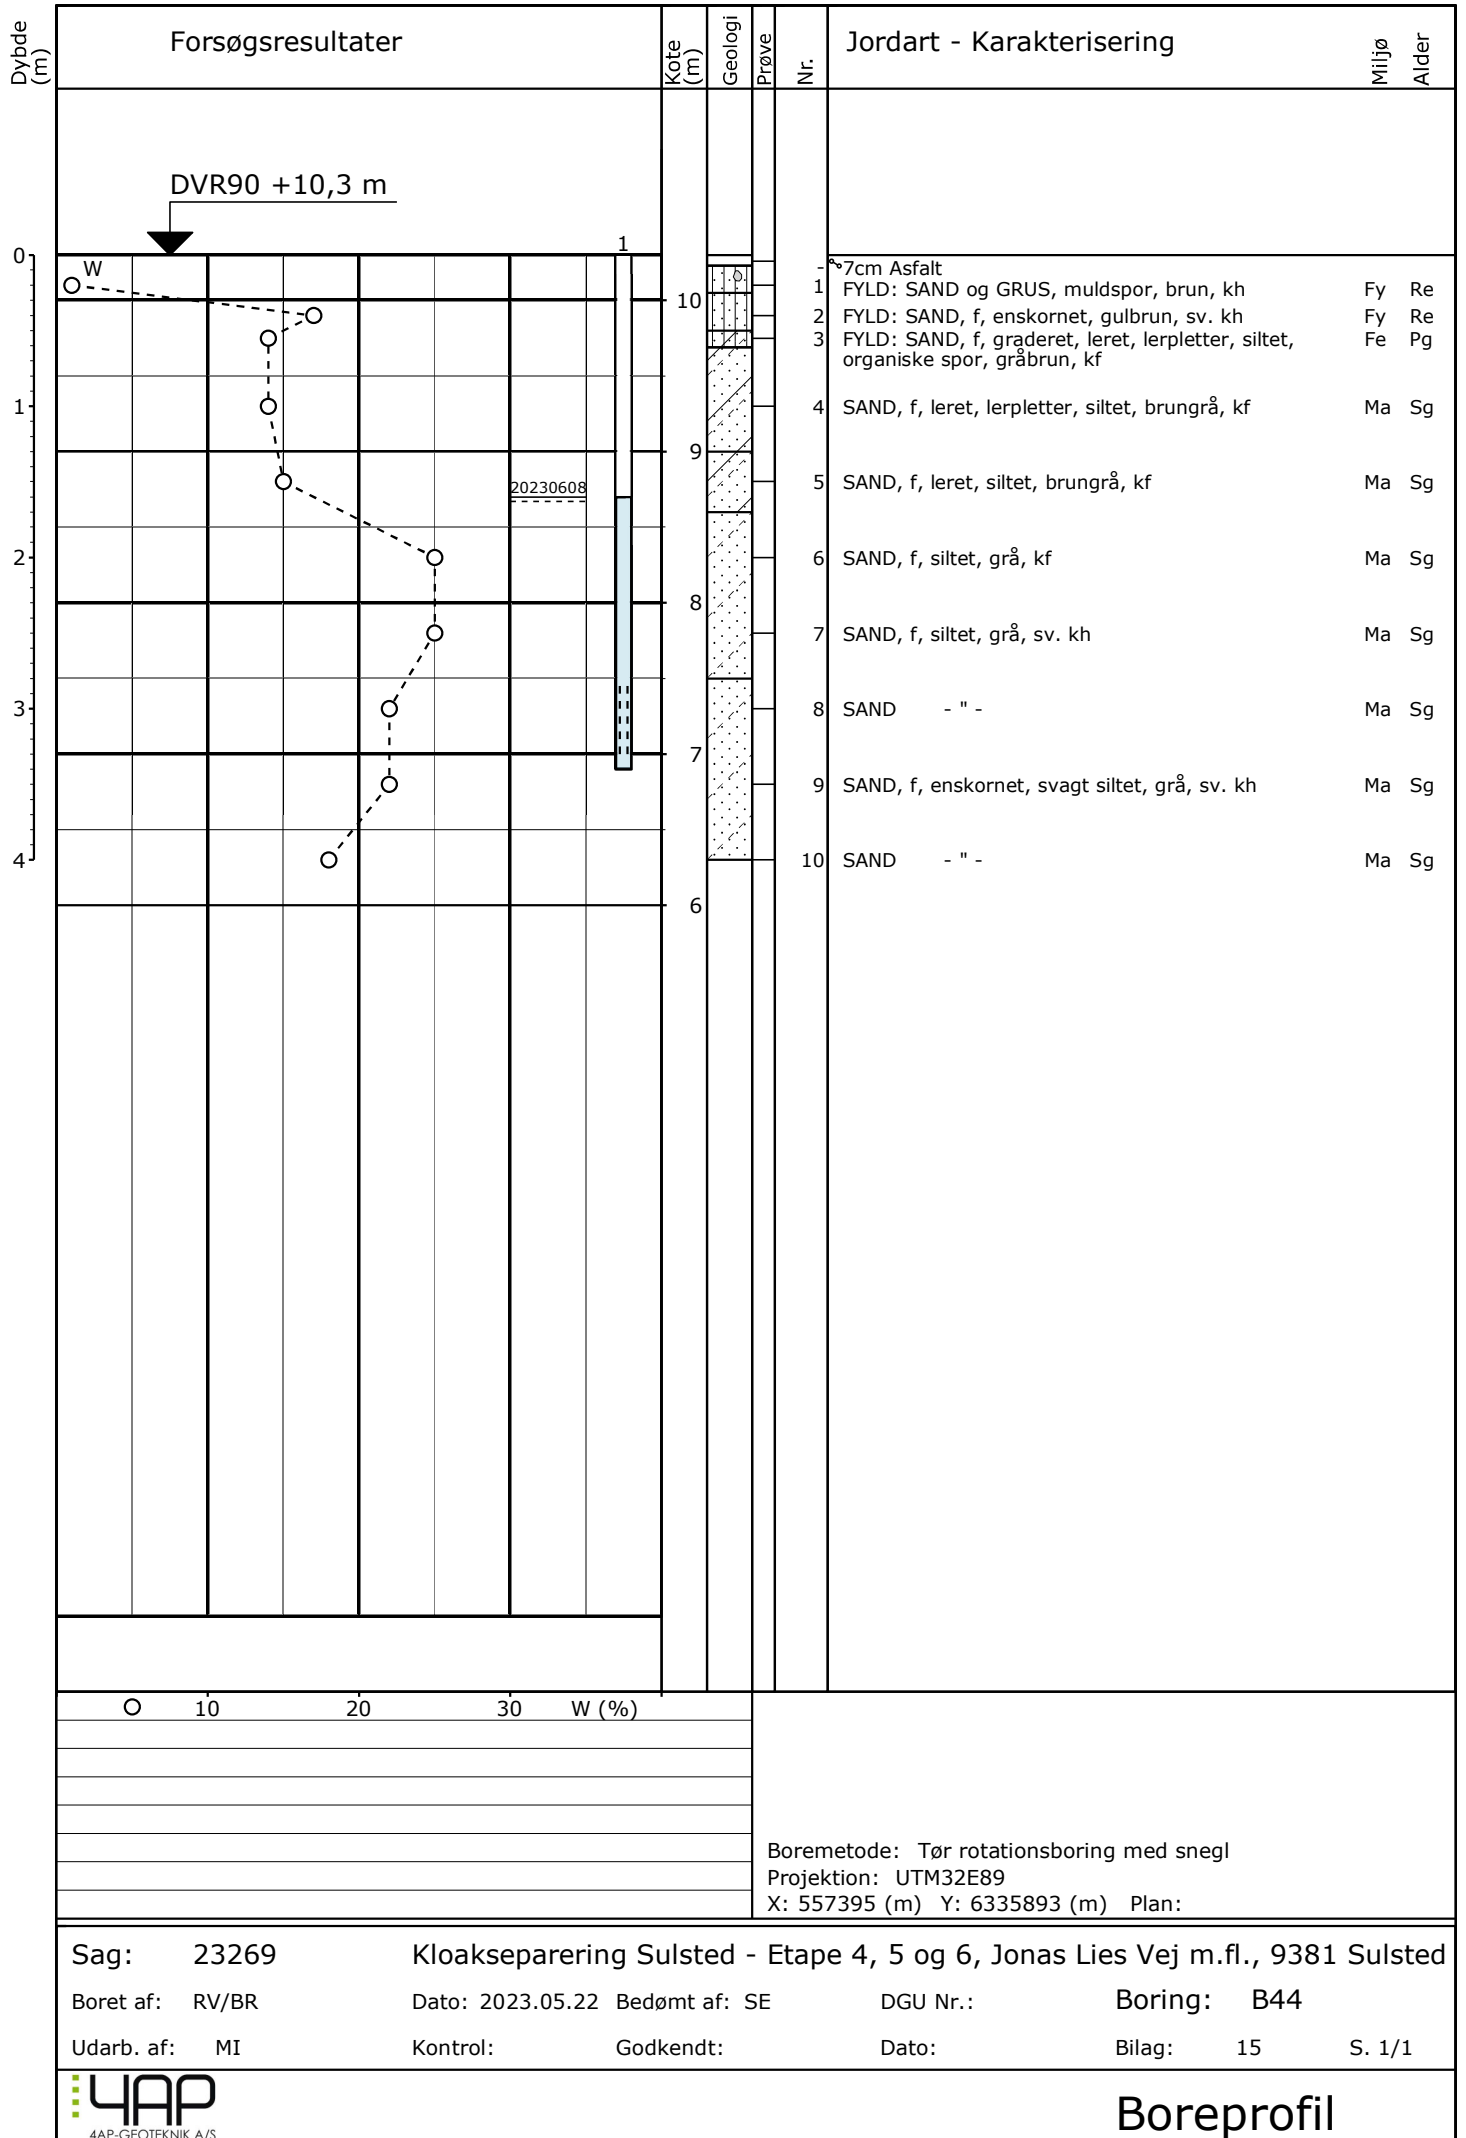 Dybde (m)
Forsøgsresultater
Kote (m)
Geologi
Prøve
Nr.
Jordart - Karakterisering
Miljø
Alder
DVR90 +10,3 m
0
1
2
3
4
W
1
20230608
10
9
8
7
6
- 7cm Asfalt
1 FYLD: SAND og GRUS, muldspor, brun, kh Fy Re
2 FYLD: SAND, f, enskornet, gulbrun, sv. kh Fy Re
3 FYLD: SAND, f, graderet, leret, lerpletter, siltet, Fe Pg
organiske spor, gråbrun, kf
4 SAND, f, leret, lerpletter, siltet, brungrå, kf Ma Sg
5 SAND, f, leret, siltet, brungrå, kf Ma Sg
6 SAND, f, siltet, grå, kf Ma Sg
7 SAND, f, siltet, grå, sv. kh Ma Sg
8 SAND - " - Ma Sg
9 SAND, f, enskornet, svagt siltet, grå, sv. kh Ma Sg
10 SAND - " - Ma Sg
10 20 30 W (%)
Boremetode: Tør rotationsboring med snegl
Projektion: UTM32E89
X: 557395 (m) Y: 6335893 (m) Plan:
Sag: 23269 Kloakseparering Sulsted - Etape 4, 5 og 6, Jonas Lies Vej m.fl., 9381 Sulsted
Boret af: RV/BR Dato: 2023.05.22 Bedømt af: SE DGU Nr.: Boring: B44
Udarb. af: MI Kontrol: Godkendt: Dato: Bilag: 15 S. 1/1
4AP
4AP-GEOTEKNIK A/S
Boreprofil